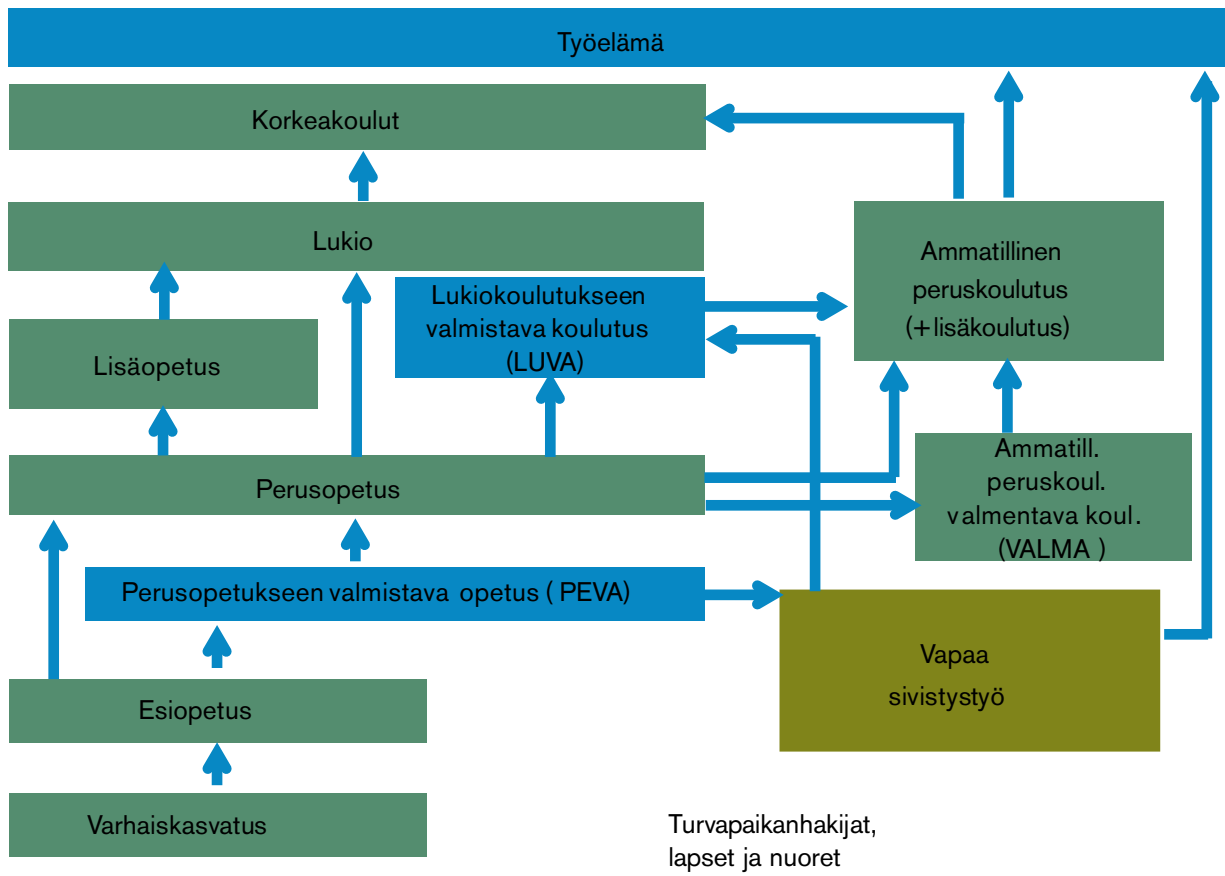 Työelämä
Korkeakoulut
Lukio
Ammatillinen
peruskoulutus
(+lisäkoulutus)
Lukiokoulutukseen
valmistava koulutus
(LUVA)
Lisäopetus
Ammatill.
peruskoul.
valmentava koul.
(VALMA )
Perusopetus
Perusopetukseen valmistava opetus ( PEVA)
Vapaa
sivistystyö
Esiopetus
Varhaiskasvatus
Turvapaikanhakijat,
lapset ja nuoret